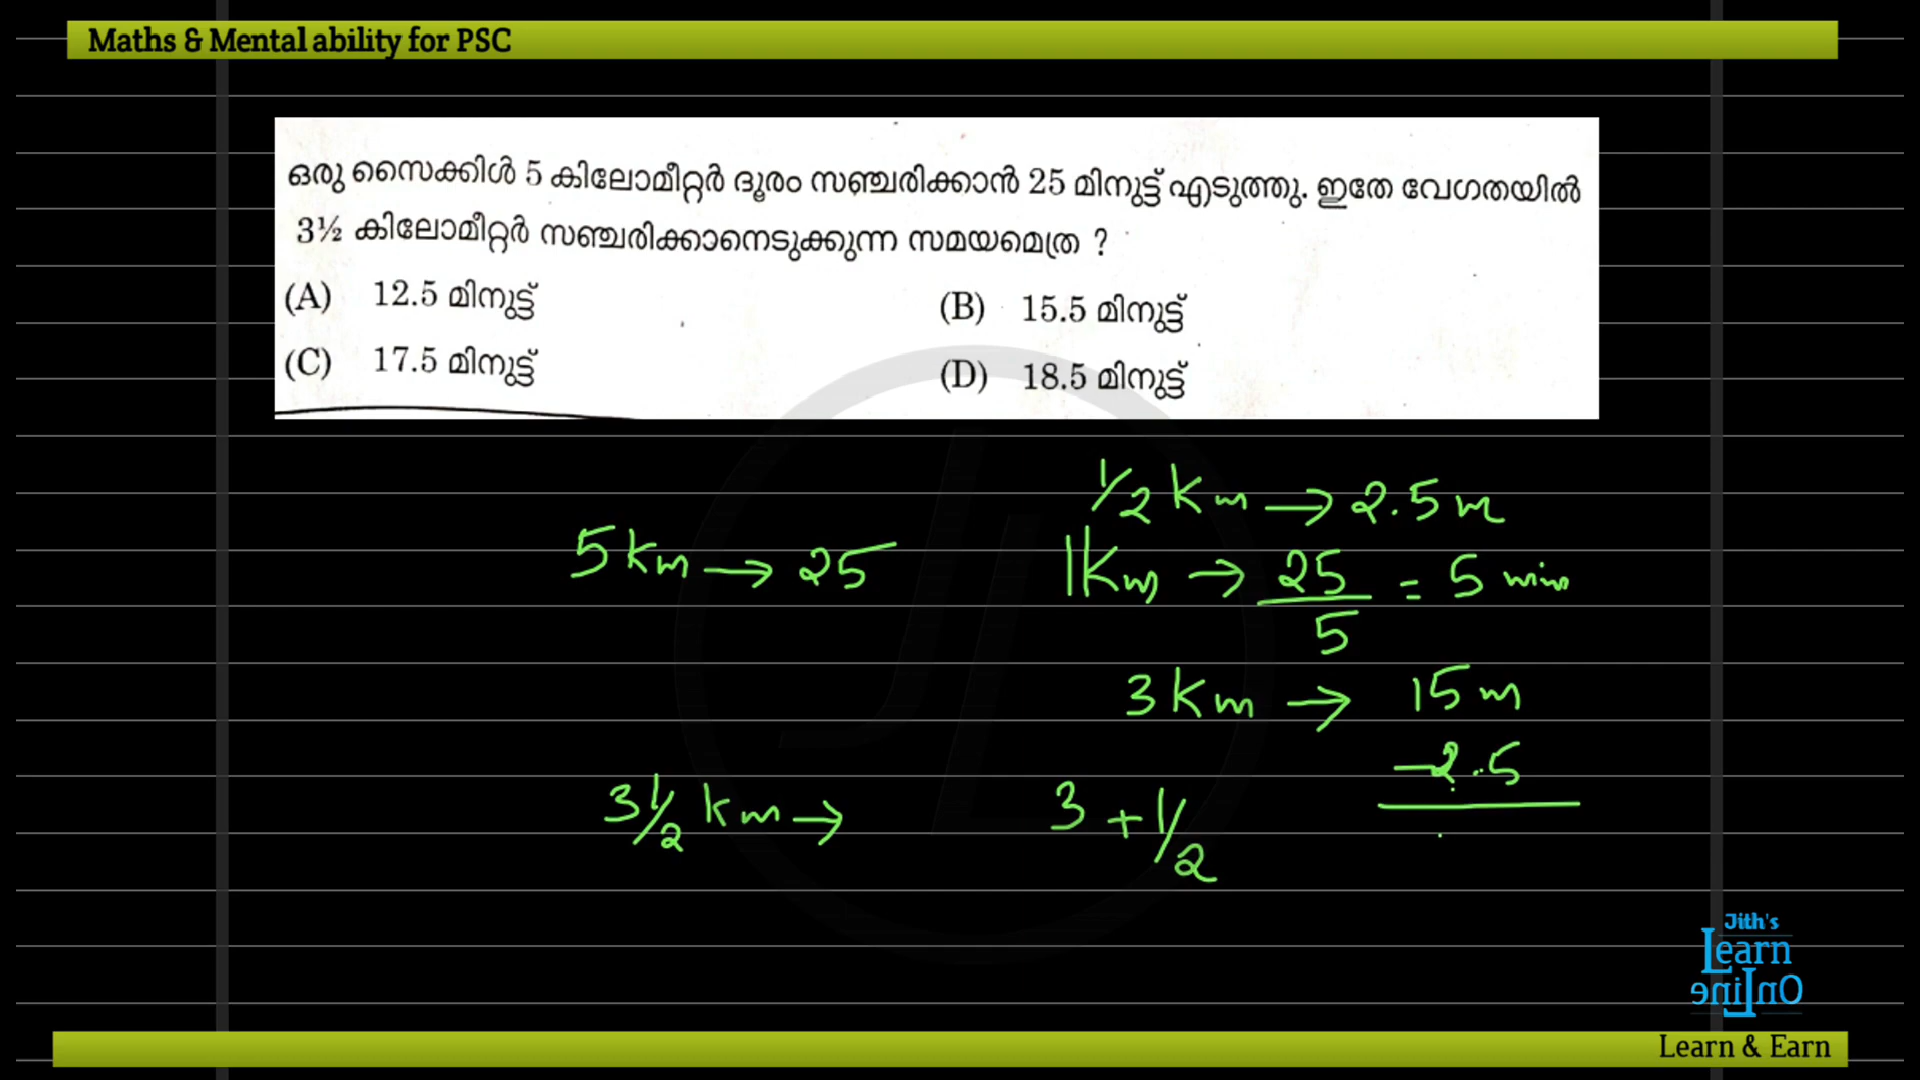 Maths & Mental ability for PSC
ഒരു സൈക്കിൾ 5 കിലോമീറ്റർ ദൂരം സഞ്ചരിക്കാൻ 25 മിനുട്ട് എടുത്തു. ഇതേ വേഗതയിൽ
3½ കിലോമീറ്റർ സഞ്ചരിക്കാനെടുക്കുന്ന സമയമെത്ര ?
(A) 12.5 മിനുട്ട് (B) 15.5 മിനുട്ട്
(C) 17.5 മിനുട്ട് (D) 18.5 മിനുട്ട്
1/2 km → 2.5 m
5 km → 25
1 km → 25/5 = 5 min
3 km → 15 m
2.5
3 1/2 km → 3 + 1/2
Jith's
Learn
OnLine
Learn & Earn